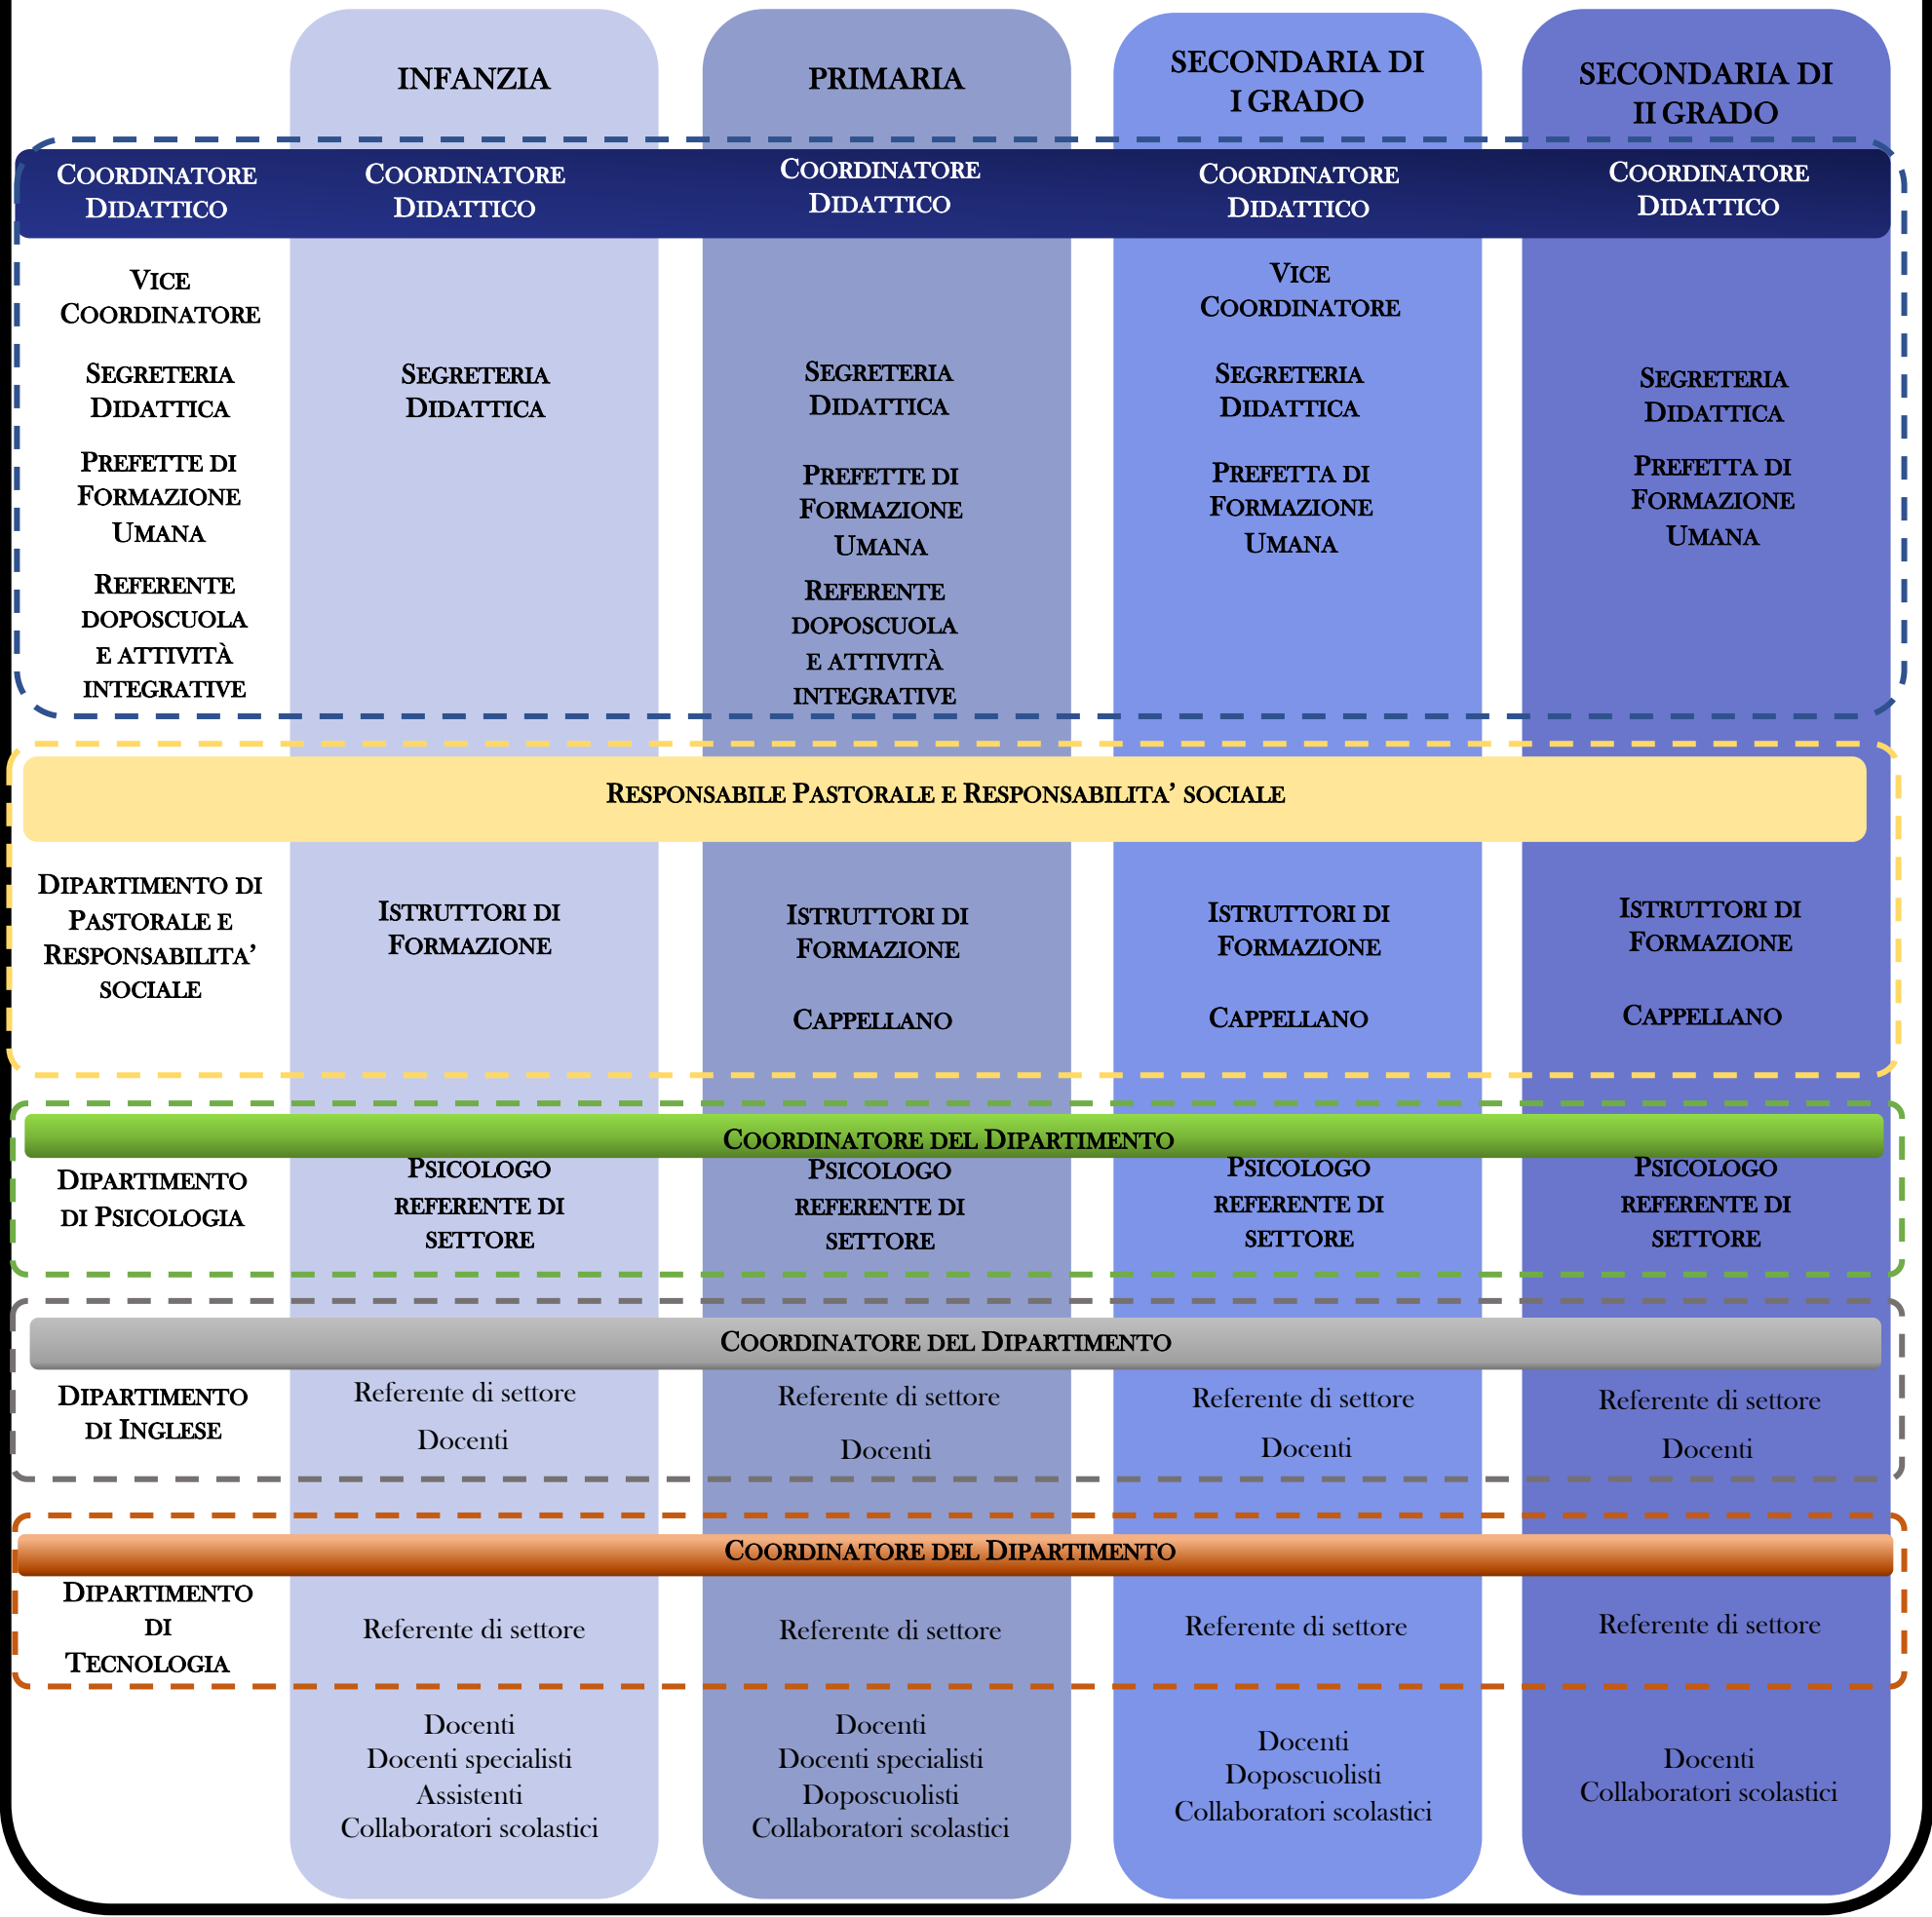 INFANZIA
PRIMARIA
SECONDARIA DI
I GRADO
SECONDARIA DI
II GRADO
COORDINATORE
DIDATTICO
COORDINATORE
DIDATTICO
COORDINATORE
DIDATTICO
COORDINATORE
DIDATTICO
COORDINATORE
DIDATTICO
VICE
COORDINATORE
VICE
COORDINATORE
SEGRETERIA
DIDATTICA
SEGRETERIA
DIDATTICA
SEGRETERIA
DIDATTICA
SEGRETERIA
DIDATTICA
SEGRETERIA
DIDATTICA
PREFETTE DI
FORMAZIONE
UMANA
PREFETTE DI
FORMAZIONE
UMANA
PREFETTA DI
FORMAZIONE
UMANA
PREFETTA DI
FORMAZIONE
UMANA
REFERENTE
DOPOSCUOLA
E ATTIVITÀ
INTEGRATIVE
REFERENTE
DOPOSCUOLA
E ATTIVITÀ
INTEGRATIVE
RESPONSABILE PASTORALE E RESPONSABILITA’ SOCIALE
DIPARTIMENTO DI
PASTORALE E
RESPONSABILITA’
SOCIALE
ISTRUTTORI DI
FORMAZIONE
ISTRUTTORI DI
FORMAZIONE
CAPPELLANO
ISTRUTTORI DI
FORMAZIONE
CAPPELLANO
ISTRUTTORI DI
FORMAZIONE
CAPPELLANO
COORDINATORE DEL DIPARTIMENTO
DIPARTIMENTO
DI PSICOLOGIA
PSICOLOGO
REFERENTE DI
SETTORE
PSICOLOGO
REFERENTE DI
SETTORE
PSICOLOGO
REFERENTE DI
SETTORE
PSICOLOGO
REFERENTE DI
SETTORE
COORDINATORE DEL DIPARTIMENTO
DIPARTIMENTO
DI INGLESE
Referente di settore
Docenti
Referente di settore
Docenti
Referente di settore
Docenti
Referente di settore
Docenti
COORDINATORE DEL DIPARTIMENTO
DIPARTIMENTO
DI
TECNOLOGIA
Referente di settore
Referente di settore
Referente di settore
Referente di settore
Docenti
Docenti specialisti
Assistenti
Collaboratori scolastici
Docenti
Docenti specialisti
Doposcuolisti
Collaboratori scolastici
Docenti
Doposcuolisti
Collaboratori scolastici
Docenti
Collaboratori scolastici